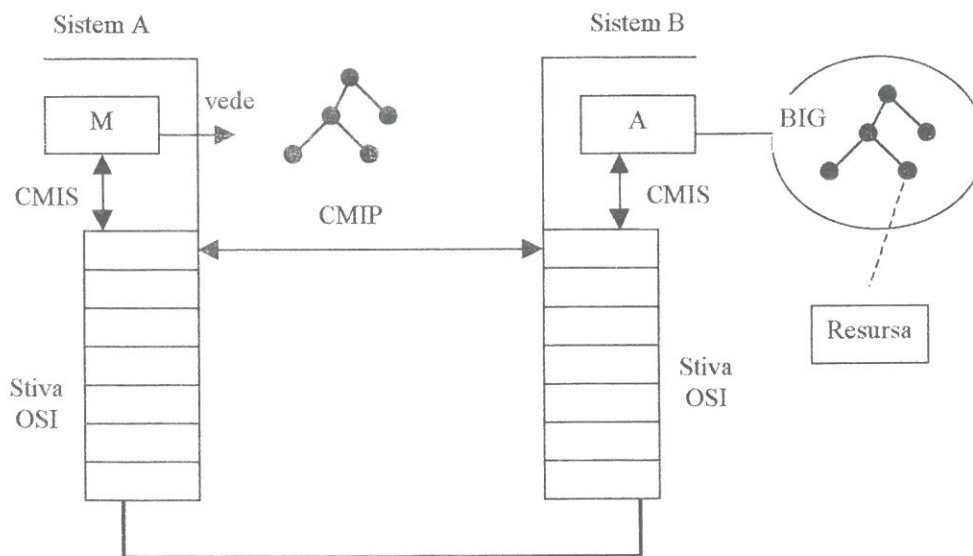 Sistem A
Sistem B
M
vede
A
BIG
CMIS
CMIP
CMIS
Resursa
Stiva
OSI
Stiva
OSI